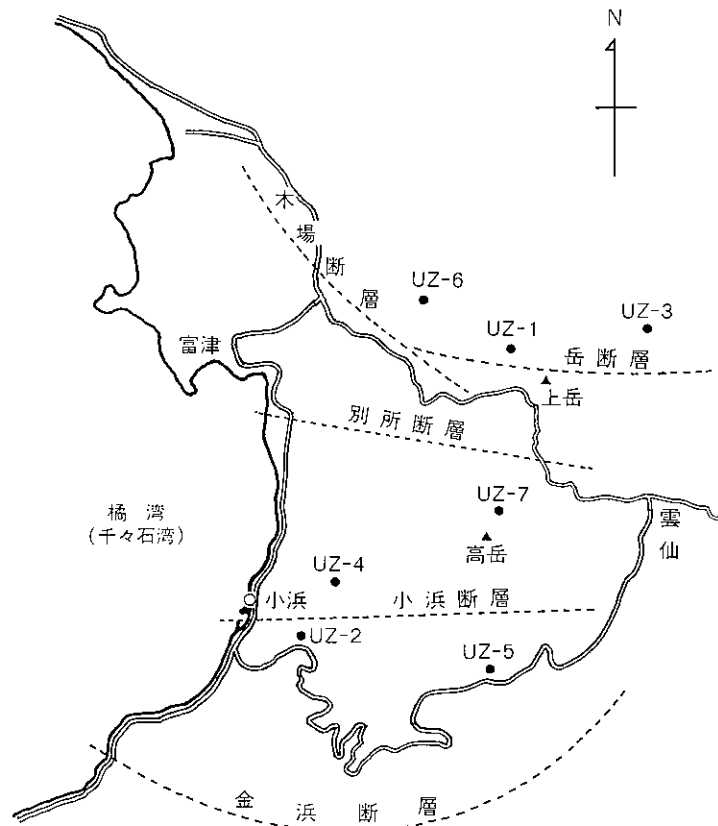 N
木場断層
UZ-6
UZ-3
UZ-1
富津
岳断層
上岳
別所断層
UZ-7
橘湾
(千々石湾)
雲仙
高岳
UZ-4
小浜
小浜断層
UZ-2
UZ-5
金浜断層